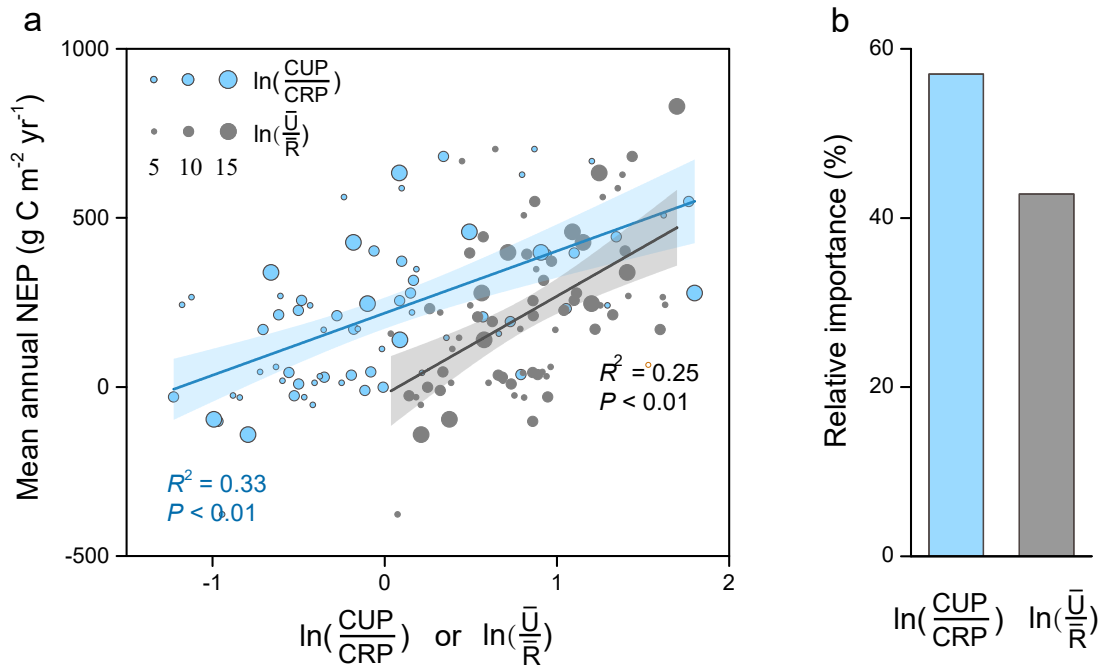 a
Mean annual NEP (g C m⁻² yr⁻¹)
1000
500
0
-500
ln(CUP/CRP)
ln(Ū/R̄)
5 10 15
R² = 0.25
P < 0.01
R² = 0.33
P < 0.01
-1 0 1 2
ln(CUP/CRP) or ln(Ū/R̄)
b
Relative importance (%)
60
40
20
0
ln(CUP/CRP) ln(Ū/R̄)